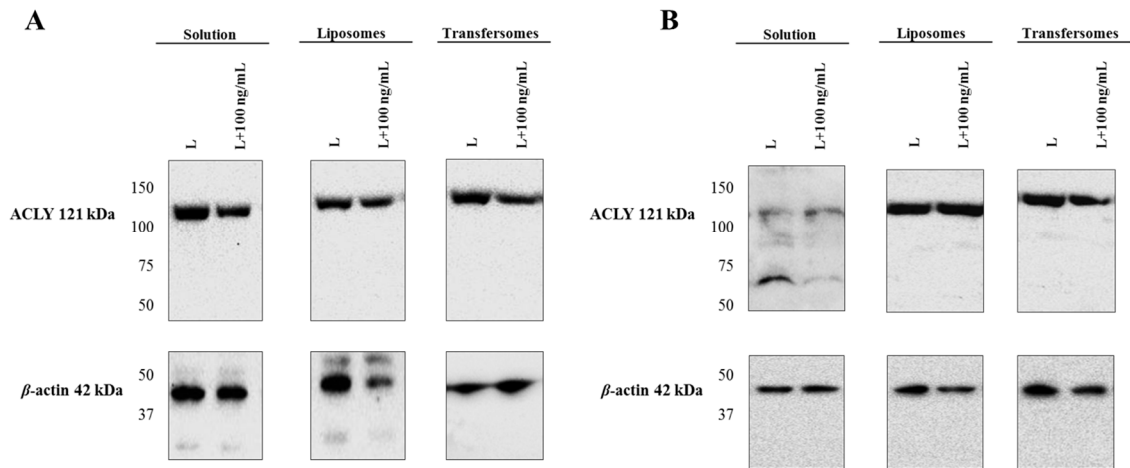 A
Solution
Liposomes
Transfersomes
L
L+100 ng/mL
L
L+100 ng/mL
L
L+100 ng/mL
ACLY 121 kDa
150
100
75
50
β-actin 42 kDa
50
37
B
Solution
Liposomes
Transfersomes
L
L+100 ng/mL
L
L+100 ng/mL
L
L+100 ng/mL
ACLY 121 kDa
150
100
75
50
β-actin 42 kDa
50
37